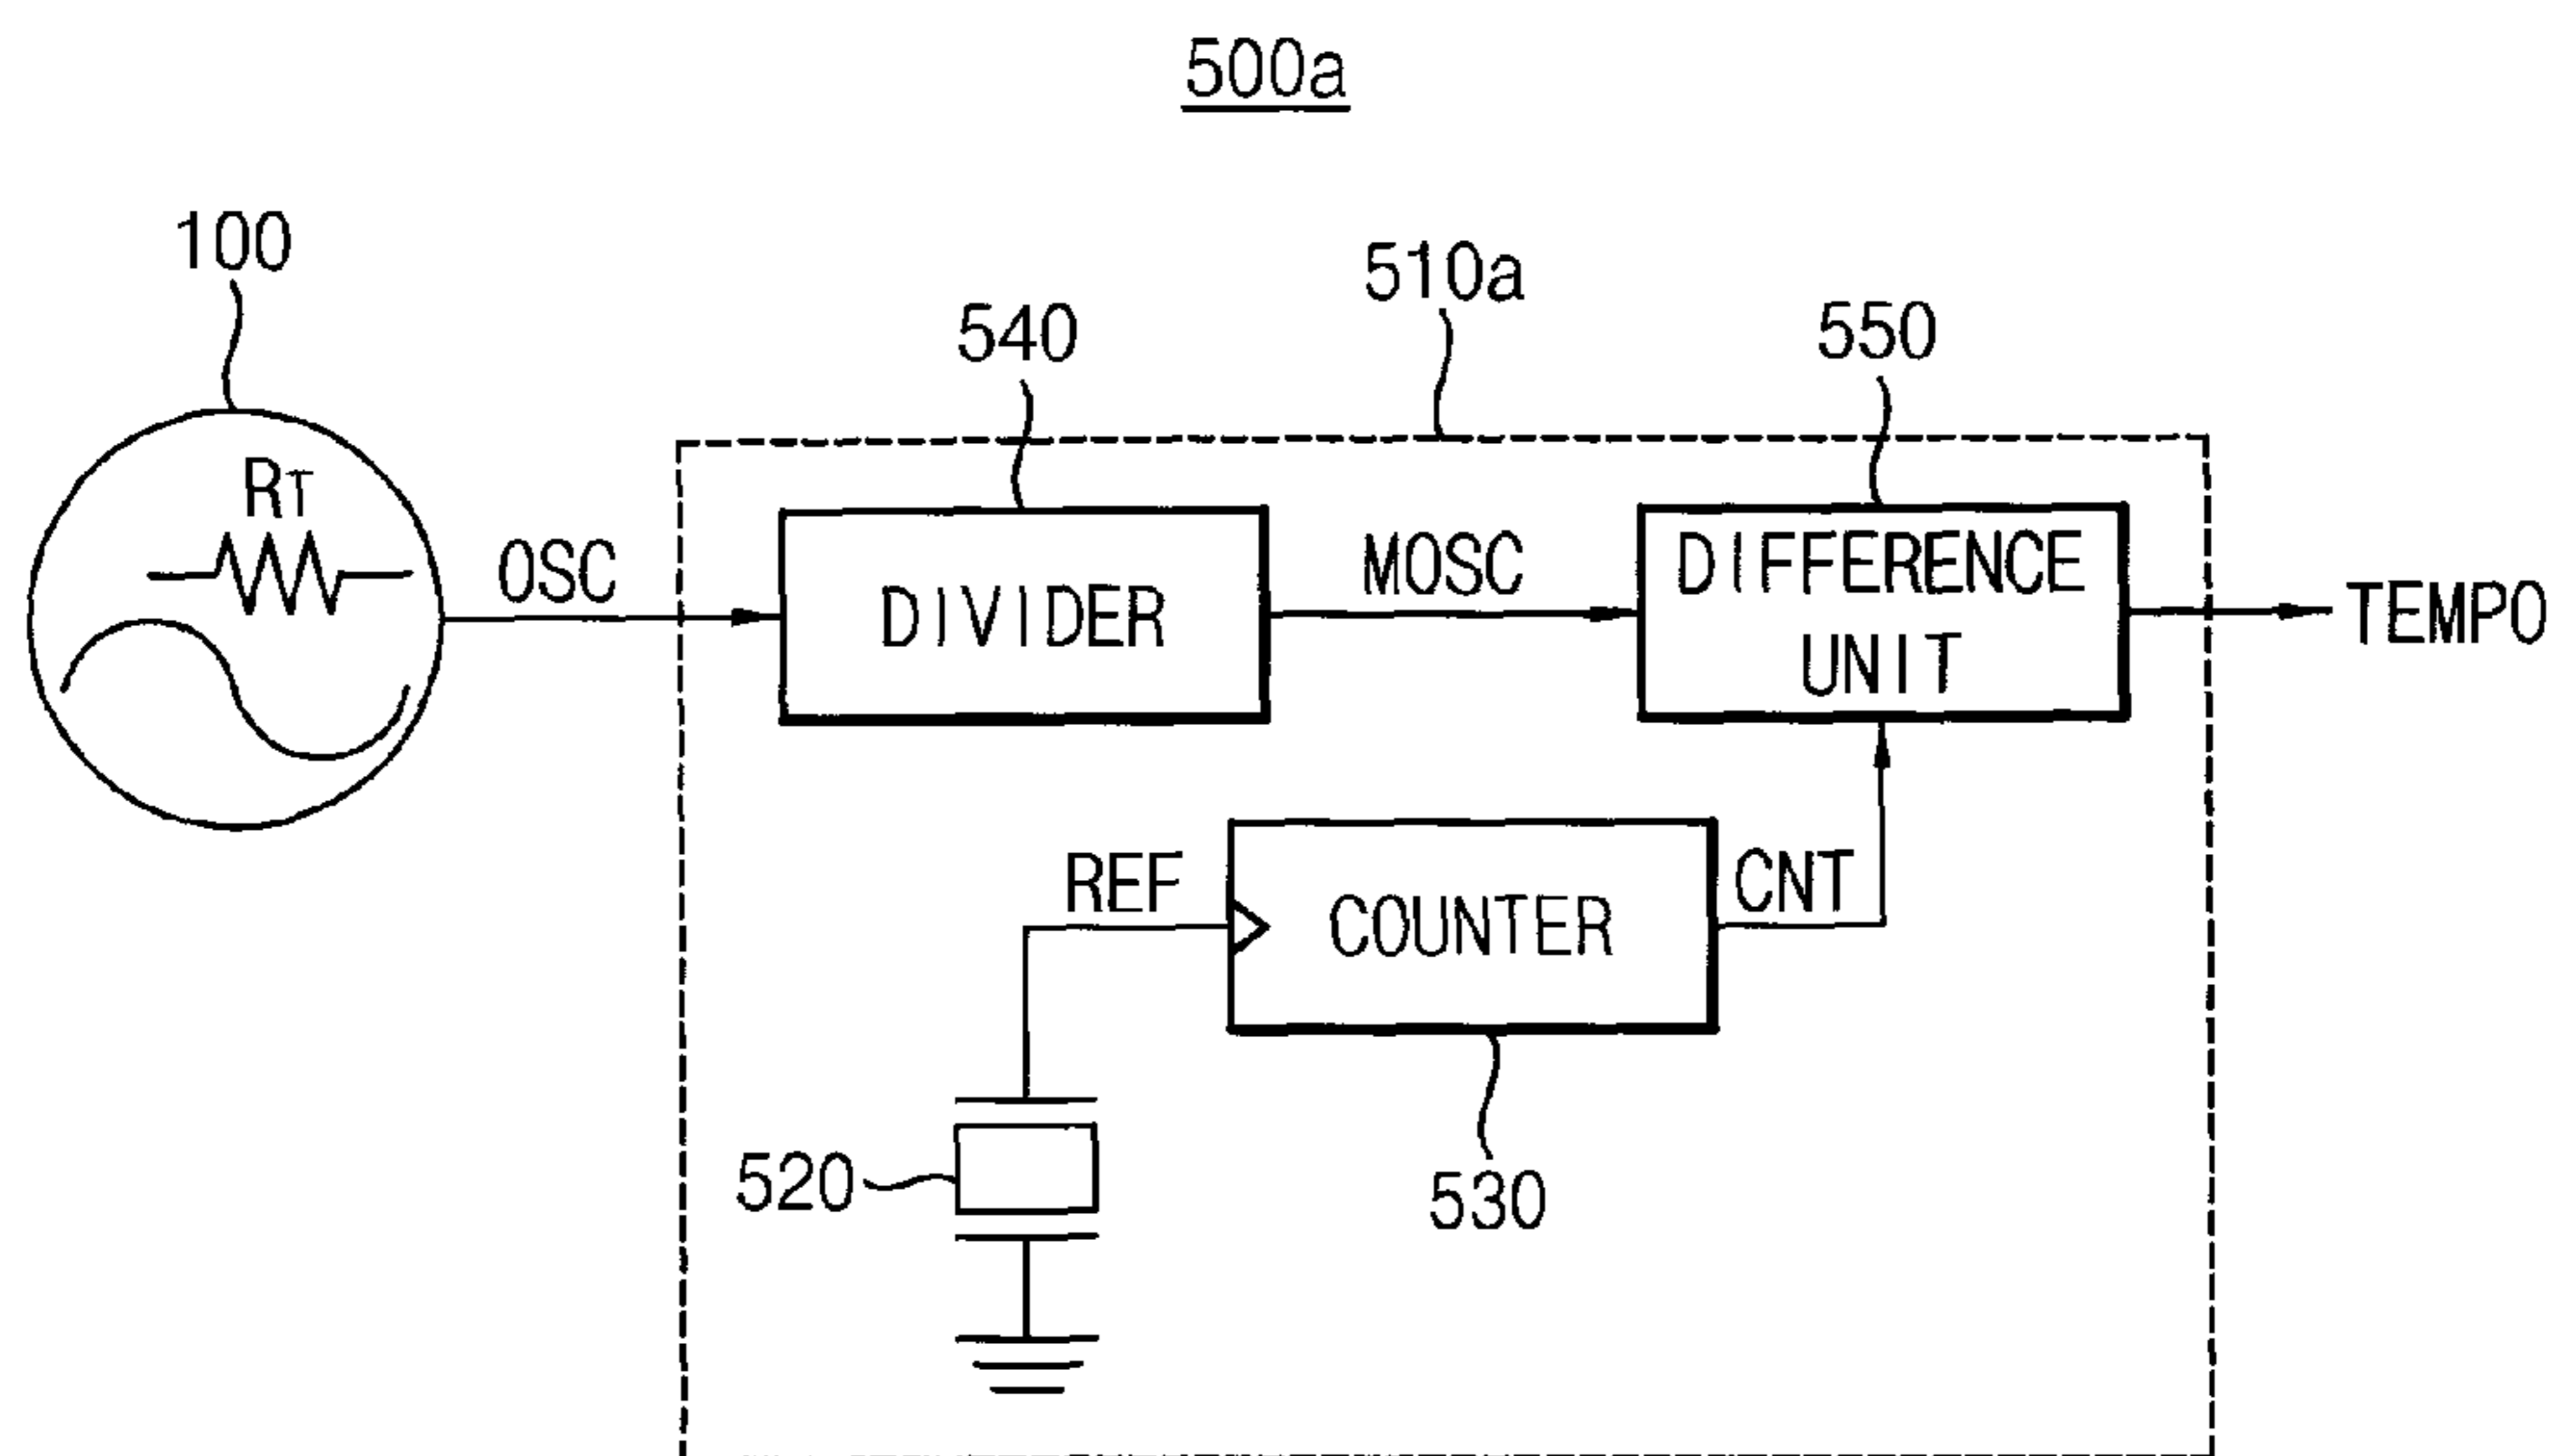 500a
100
510a
540
550
RT
OSC
DIVIDER
MOSC
DIFFERENCE
UNIT
TEMPO
REF
COUNTER
CNT
520
530